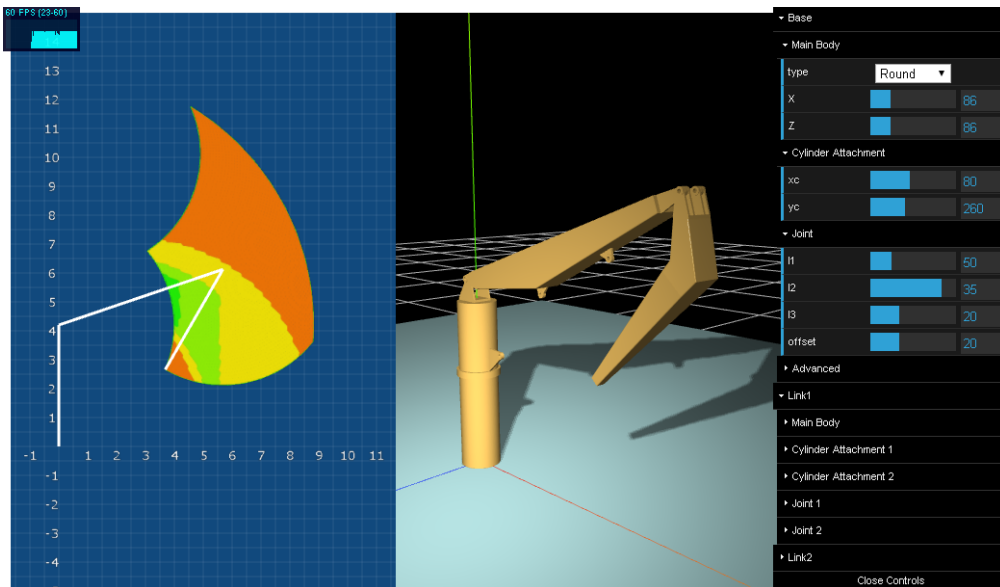 60 FPS (23-60)
14
13
12
11
10
9
8
7
6
5
4
3
2
1
-1 1 2 3 4 5 6 7 8 9 10 11
-1
-2
-3
-4
Base
Main Body
type Round
X 86
Z 86
Cylinder Attachment
xc 80
yc 260
Joint
l1 50
l2 35
l3 20
offset 20
Advanced
Link1
Main Body
Cylinder Attachment 1
Cylinder Attachment 2
Joint 1
Joint 2
Link2
Close Controls